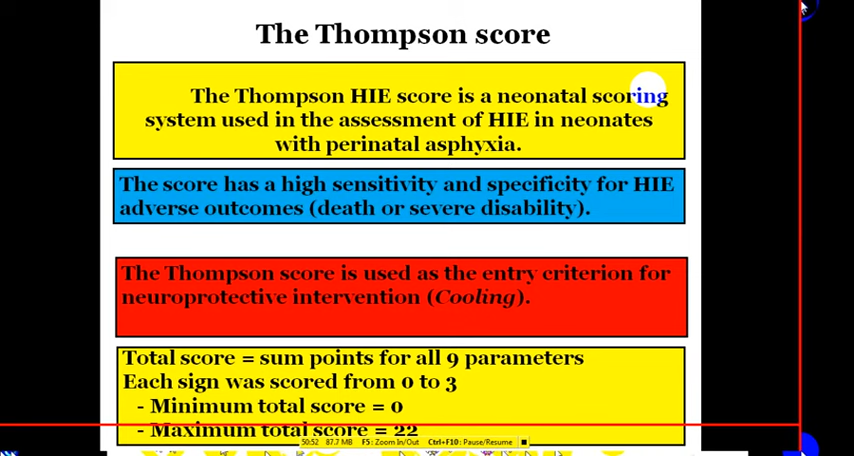 The Thompson score
The Thompson HIE score is a neonatal scoring
system used in the assessment of HIE in neonates
with perinatal asphyxia.
The score has a high sensitivity and specificity for HIE
adverse outcomes (death or severe disability).
The Thompson score is used as the entry criterion for
neuroprotective intervention (Cooling).
Total score = sum points for all 9 parameters
Each sign was scored from 0 to 3
- Minimum total score = 0
- Maximum total score = 22
50:52 87.7 MB F5: Zoom In/Out Ctrl+F10: Pause/Resume